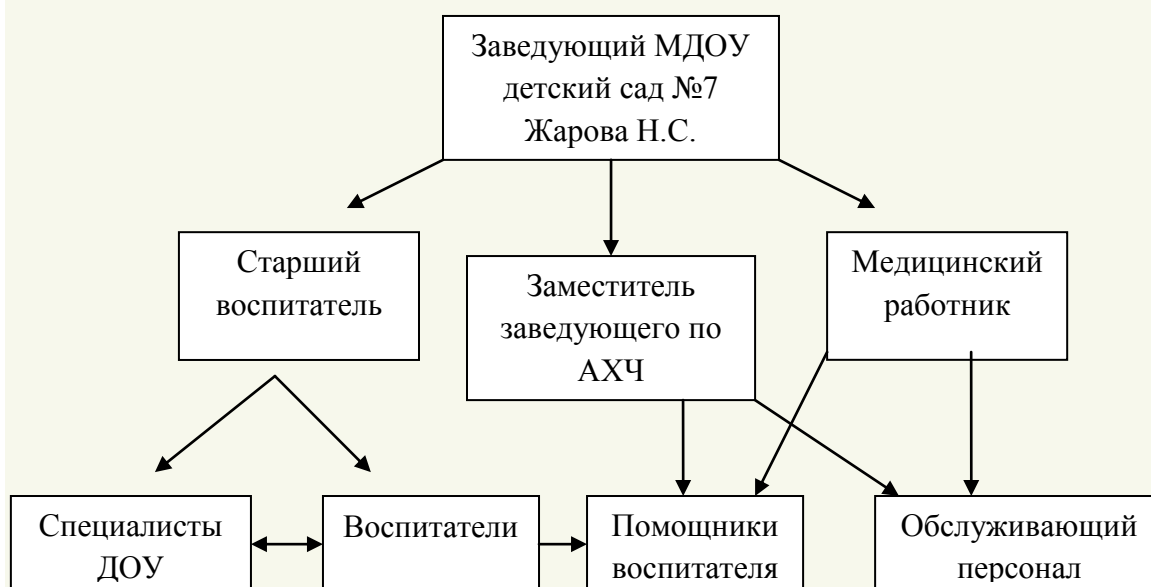 Заведующий МДОУ
детский сад №7
Жарова Н.С.
Старший
воспитатель
Заместитель
заведующего по
АХЧ
Медицинский
работник
Специалисты
ДОУ
Воспитатели
Помощники
воспитателя
Обслуживающий
персонал